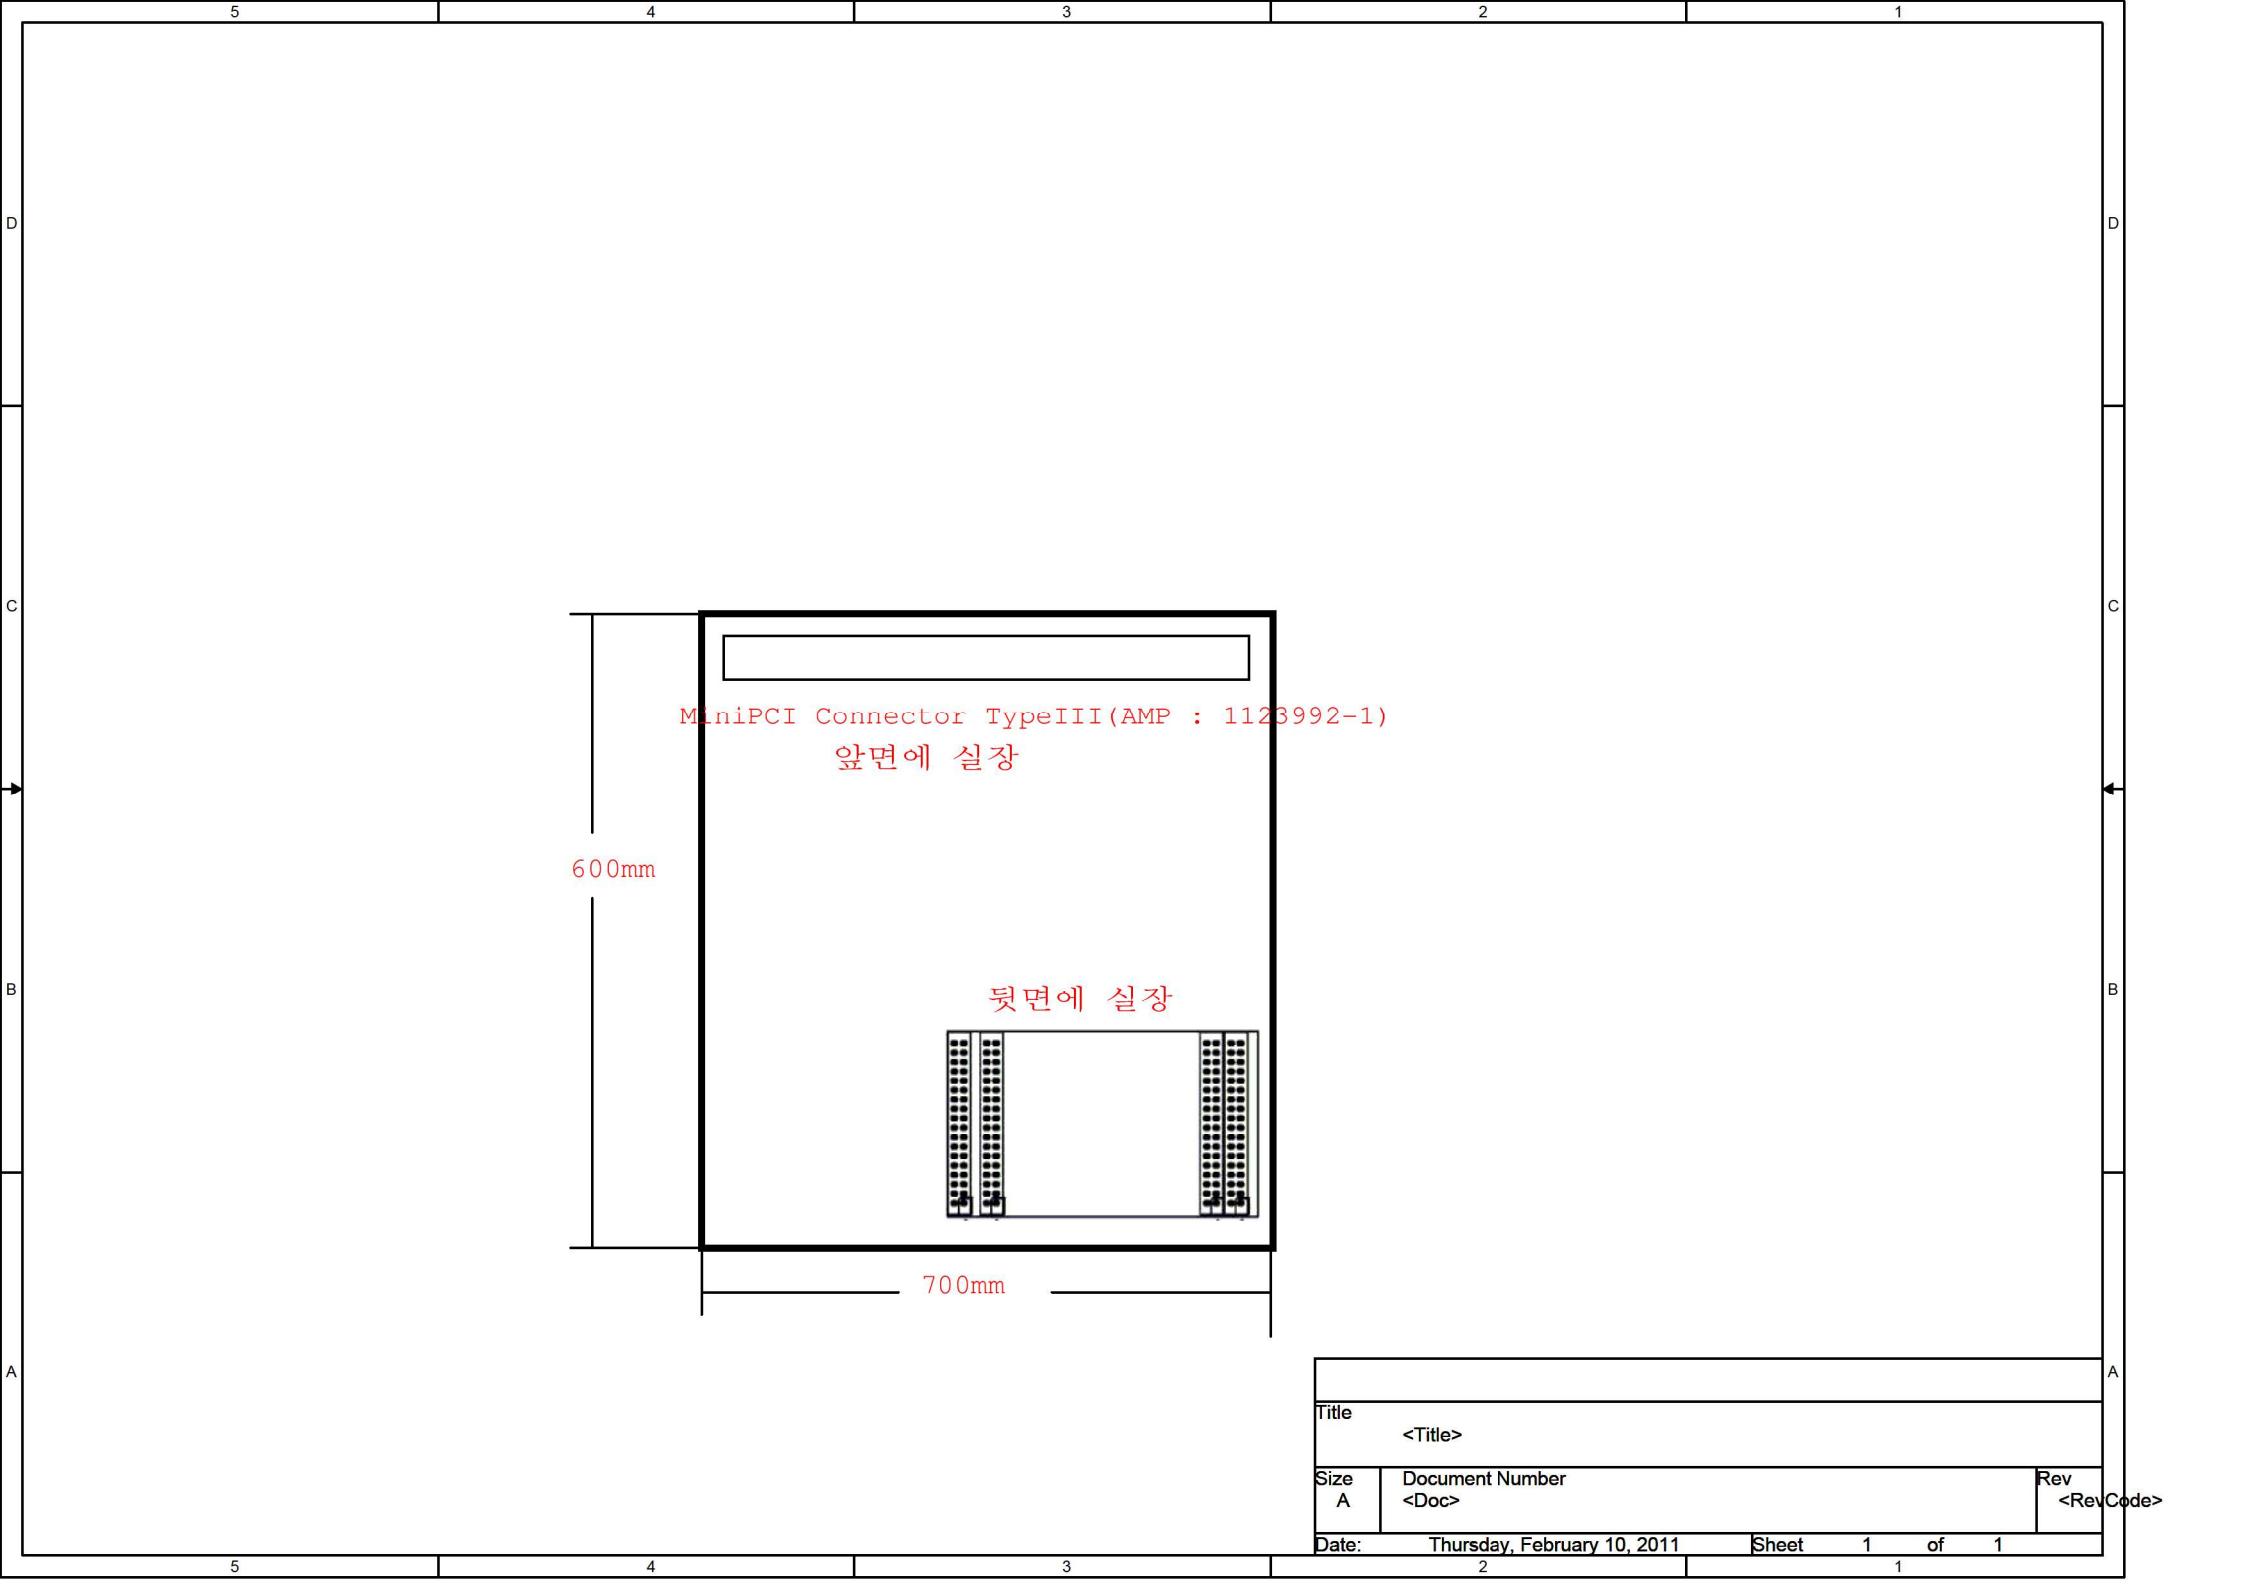 5 4 3 2 1
D D
C C
MiniPCI Connector TypeIII(AMP : 1123992-1)
앞면에 실장
600mm
뒷면에 실장
B B
700mm
A A
Title
<Title>
Size Document Number Rev
A <Doc> <RevCode>
Date: Thursday, February 10, 2011 Sheet 1 of 1
5 4 3 2 1